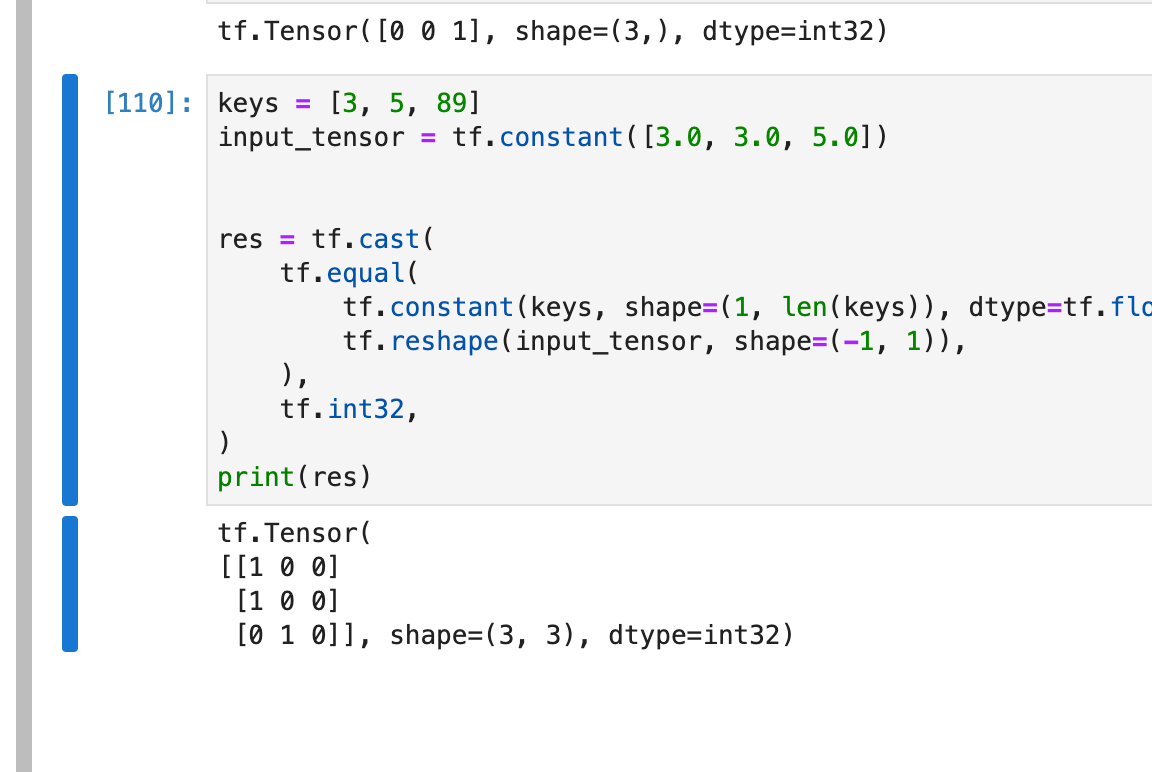 tf.Tensor([0 0 1], shape=(3,), dtype=int32)
[110]: keys = [3, 5, 89]
input_tensor = tf.constant([3.0, 3.0, 5.0])
res = tf.cast(
    tf.equal(
        tf.constant(keys, shape=(1, len(keys)), dtype=tf.flo
        tf.reshape(input_tensor, shape=(-1, 1)),
    ),
    tf.int32,
)
print(res)
tf.Tensor(
[[1 0 0]
 [1 0 0]
 [0 1 0]], shape=(3, 3), dtype=int32)